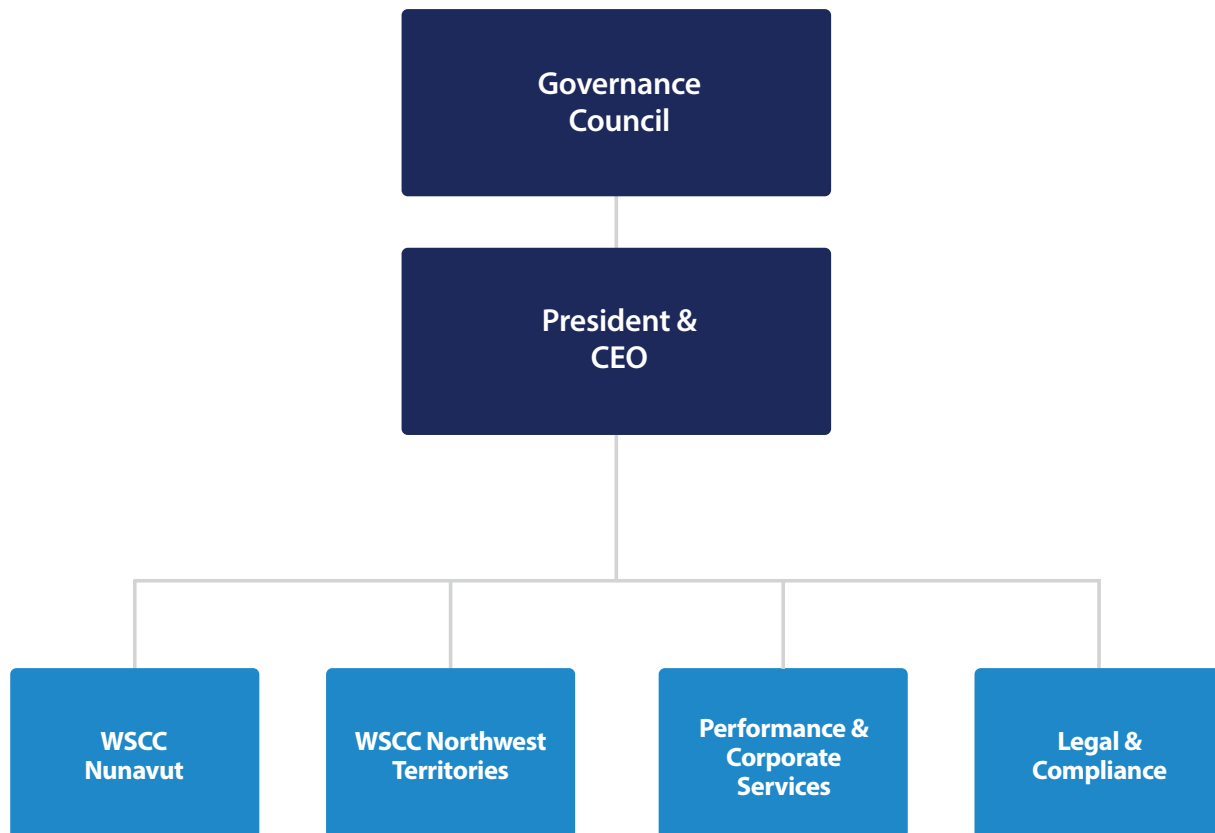 Governance
Council
President &
CEO
WSCC
Nunavut
WSCC Northwest
Territories
Performance &
Corporate
Services
Legal &
Compliance